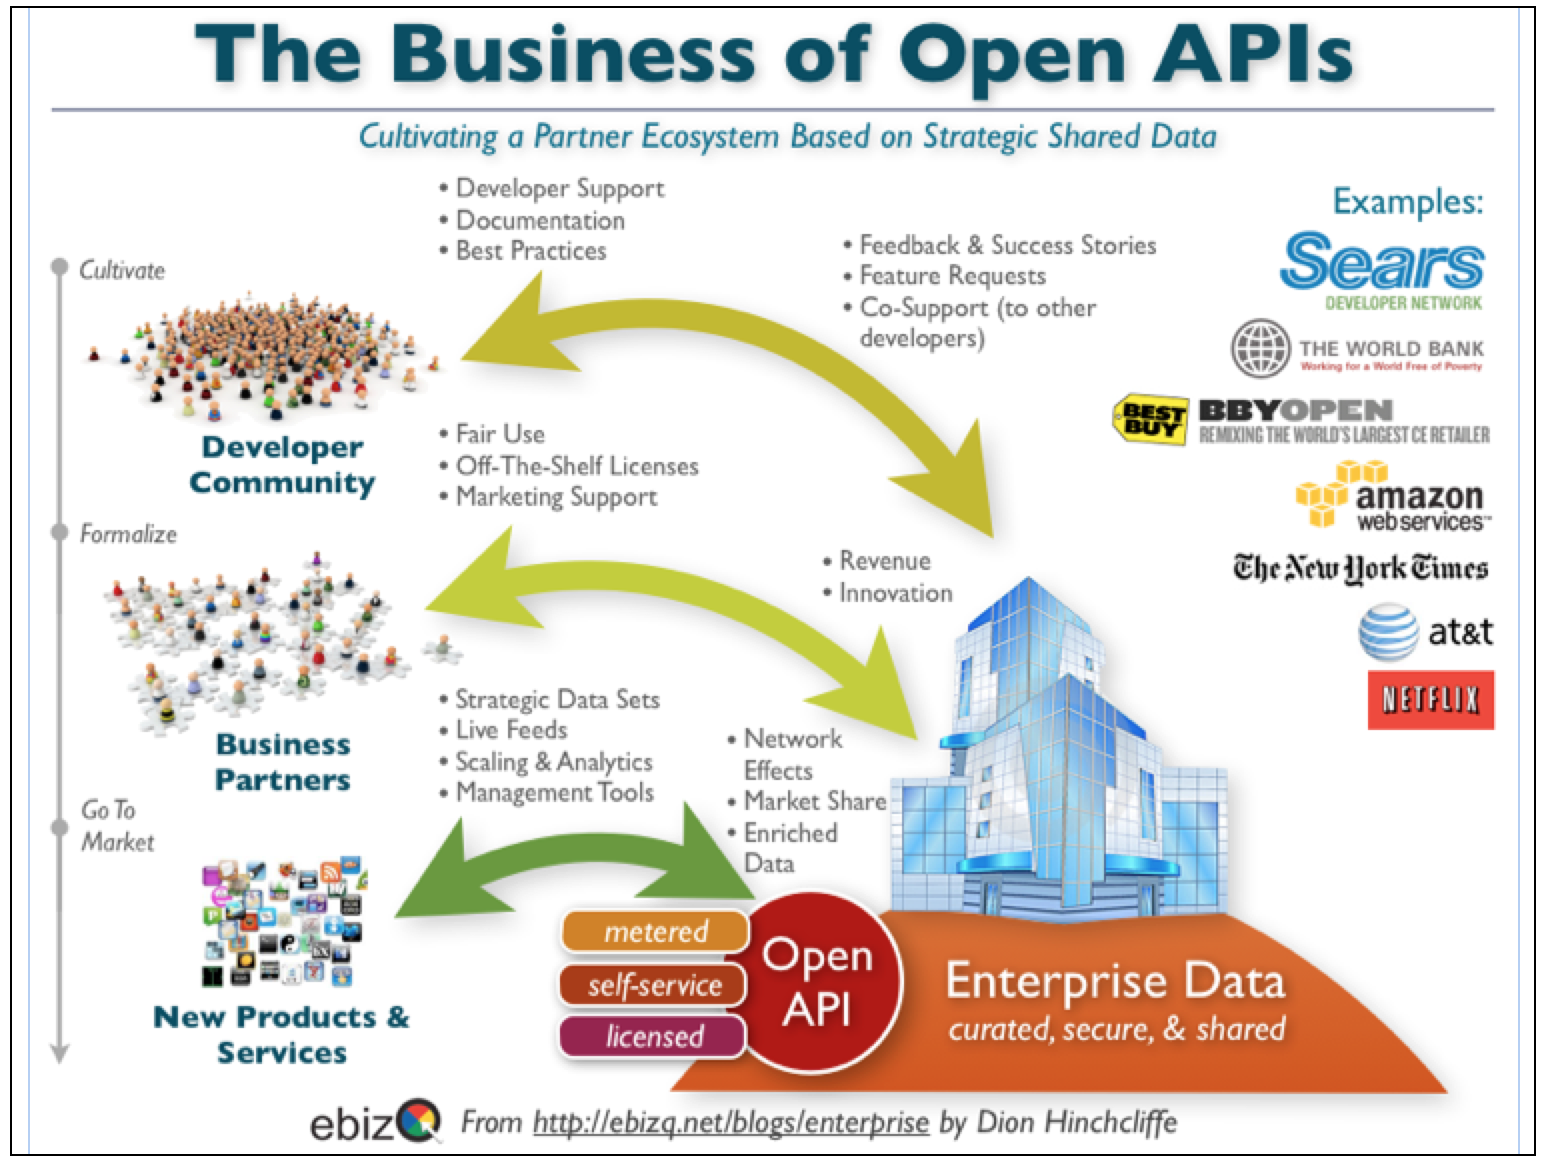 The Business of Open APIs
Cultivating a Partner Ecosystem Based on Strategic Shared Data
• Developer Support
• Documentation
• Best Practices
• Feedback & Success Stories
• Feature Requests
• Co-Support (to other
developers)
Examples:
Sears
DEVELOPER NETWORK
THE WORLD BANK
Working for a World Free of Poverty
BEST
BUY
BBYOPEN
REMIXING THE WORLD'S LARGEST CE RETAILER
amazon
webservices™
The New York Times
at&t
NETFLIX
Cultivate
Developer
Community
• Fair Use
• Off-The-Shelf Licenses
• Marketing Support
Formalize
• Revenue
• Innovation
Business
Partners
• Strategic Data Sets
• Live Feeds
• Scaling & Analytics
• Management Tools
• Network
Effects
• Market Share
• Enriched
Data
Go To
Market
New Products &
Services
metered
self-service
licensed
Open
API
Enterprise Data
curated, secure, & shared
ebizQ From http://ebizq.net/blogs/enterprise by Dion Hinchcliffe